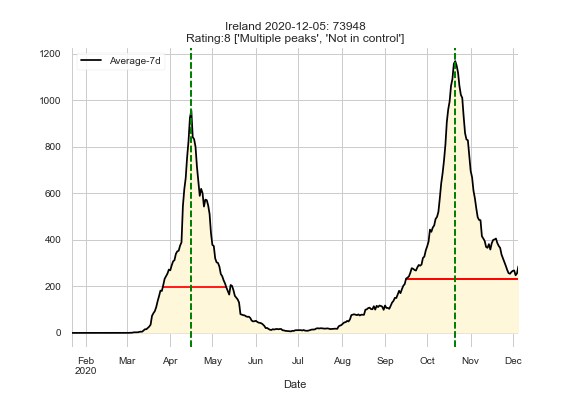 Ireland 2020-12-05: 73948
Rating:8 ['Multiple peaks', 'Not in control']
Average-7d
1200
1000
800
600
400
200
0
Feb Mar Apr May Jun Jul Aug Sep Oct Nov Dec
2020
Date